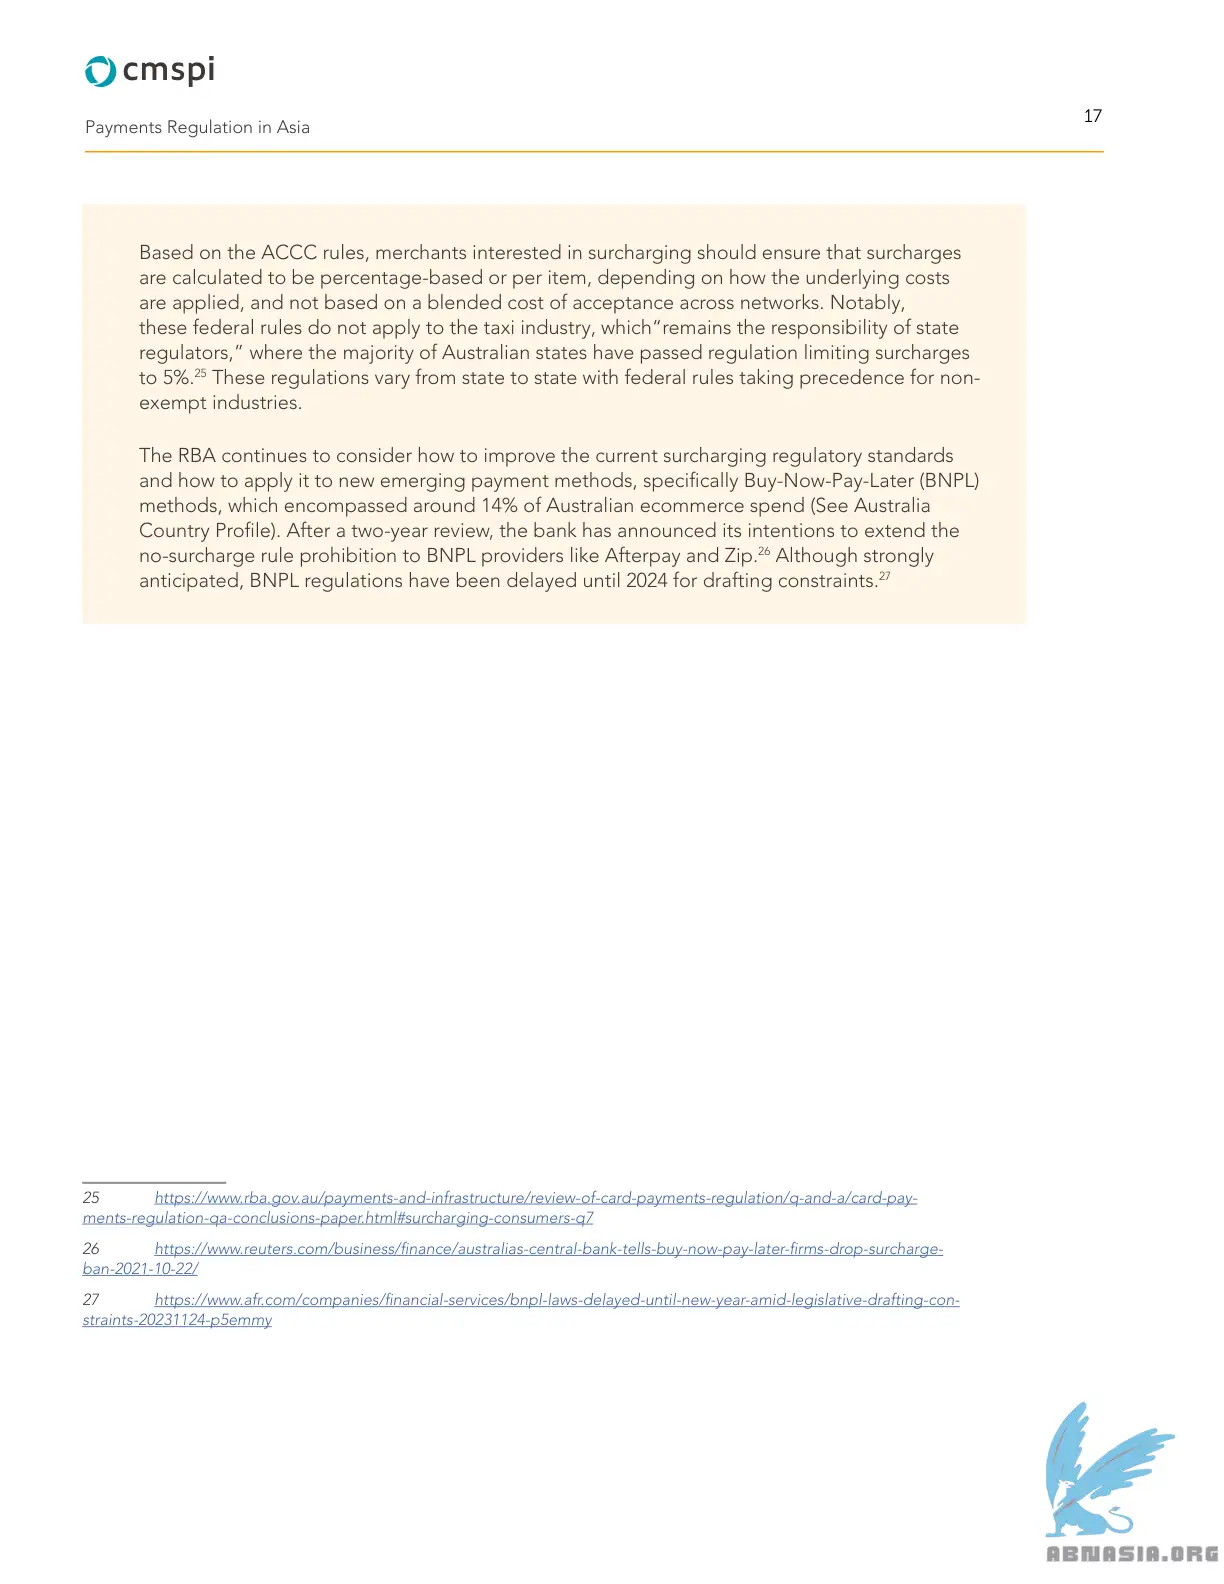 cmspi
Payments Regulation in Asia
17
Based on the ACCC rules, merchants interested in surcharging should ensure that surcharges
are calculated to be percentage-based or per item, depending on how the underlying costs
are applied, and not based on a blended cost of acceptance across networks. Notably,
these federal rules do not apply to the taxi industry, which“remains the responsibility of state
regulators,” where the majority of Australian states have passed regulation limiting surcharges
to 5%.25 These regulations vary from state to state with federal rules taking precedence for non-
exempt industries.
The RBA continues to consider how to improve the current surcharging regulatory standards
and how to apply it to new emerging payment methods, specifically Buy-Now-Pay-Later (BNPL)
methods, which encompassed around 14% of Australian ecommerce spend (See Australia
Country Profile). After a two-year review, the bank has announced its intentions to extend the
no-surcharge rule prohibition to BNPL providers like Afterpay and Zip.26 Although strongly
anticipated, BNPL regulations have been delayed until 2024 for drafting constraints.27
25 https://www.rba.gov.au/payments-and-infrastructure/review-of-card-payments-regulation/q-and-a/card-pay-
ments-regulation-qa-conclusions-paper.html#surcharging-consumers-q7
26 https://www.reuters.com/business/finance/australias-central-bank-tells-buy-now-pay-later-firms-drop-surcharge-
ban-2021-10-22/
27 https://www.afr.com/companies/financial-services/bnpl-laws-delayed-until-new-year-amid-legislative-drafting-con-
straints-20231124-p5emmy
ABNASIA.ORG